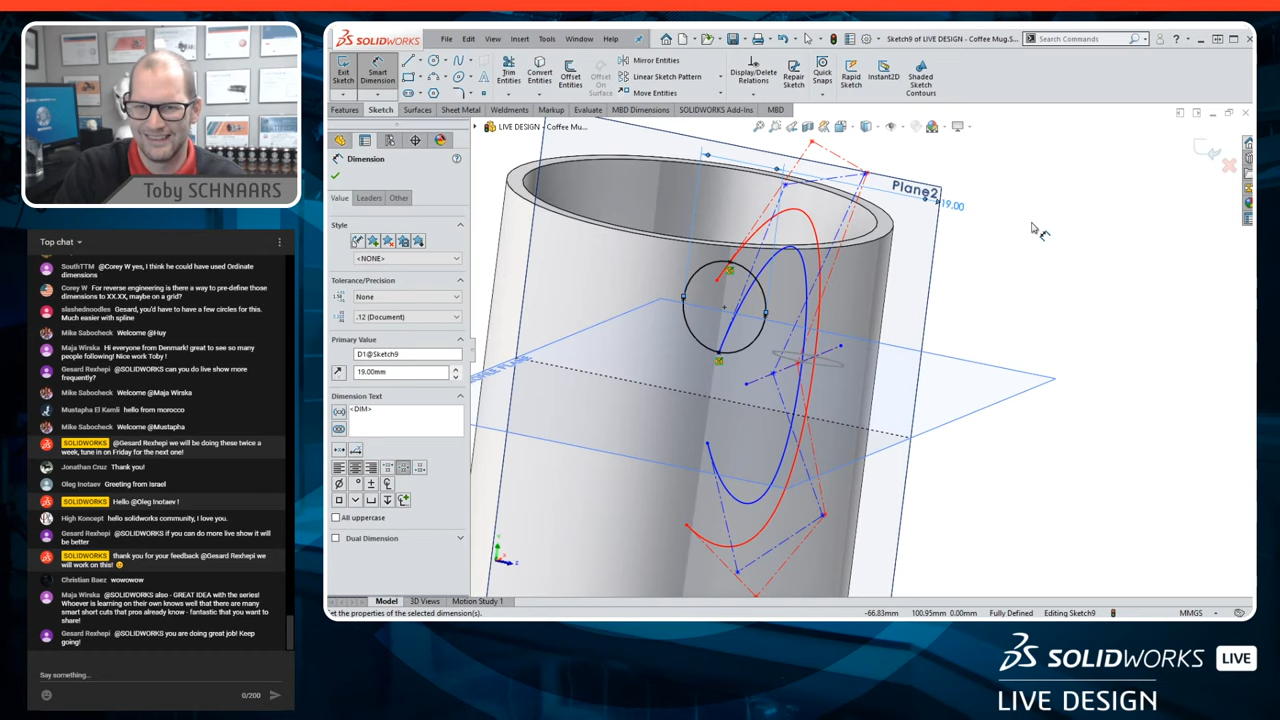 Toby SCHNAARS
Top chat
SouthTTM @Corey W yes, I think he could have used Ordinate
dimensions
Corey W For reverse engineering is there a way to pre-define those
dimensions to XX.XX, maybe on a grid?
slashednoodles Gesard, you'd have to have a few circles for this.
Much easier with spline
Mike Sabocheck Welcome @Huy
Maja Wirska Hi everyone from Denmark! great to see so many
people following! Nice work Toby !
Gesard Rexhepi @SOLIDWORKS can you do live show it will
more frequently?
Mike Sabocheck Welcome @Maja Wirska
Mustapha El Kamli hello from morocco
Mike Sabocheck Welcome @Mustapha
SOLIDWORKS @Gesard Rexhepi we will be doing these twice a
week, tune in on Friday for the next one!
Jonathan Cruz Thank you!
Oleg Inotaev Greeting from Israel
SOLIDWORKS Hello @Oleg Inotaev !
High Koncept hello solidworks community, I love you.
Gesard Rexhepi @SOLIDWORKS if you can do more live show it will
be better
SOLIDWORKS thank you for your feedback @Gesard Rexhepi we
will work on this!
Christian Baez wowowow
Maja Wirska @SOLIDWORKS also - GREAT IDEA with the series!
Whoever is learning on their own knows well that there are many
smart short cuts that pros already know - fantastic that you want to
share!
Gesard Rexhepi @SOLIDWORKS you are doing great job! Keep
going!
Say something...
0/200
SOLIDWORKS File Edit View Insert Tools Window Help Sketch9 of LIVE DESIGN - Coffee Mug.S... Search Commands
Exit Sketch
Smart Dimension
Trim Entities
Convert Entities
Offset Entities
Offset On Surface
Mirror Entities
Linear Sketch Pattern
Move Entities
Display/Delete Relations
Repair Sketch
Quick Snaps
Rapid Sketch
Instant2D
Shaded Sketch Contours
Features Sketch Surfaces Sheet Metal Weldments Markup Evaluate MBD Dimensions SOLIDWORKS Add-Ins MBD
LIVE DESIGN - Coffee Mu...
Dimension
Value Leaders Other
Style
<NONE>
Tolerance/Precision
None
.12 (Document)
Primary Value
D1@Sketch9
19.00mm
Dimension Text
<DIM>
All uppercase
Dual Dimension
Plane2
19.00
Model 3D Views Motion Study 1
Set the properties of the selected dimension(s). -66.83mm 100.95mm 0.00mm Fully Defined Editing Sketch9 MMGS
SOLIDWORKS LIVE
LIVE DESIGN